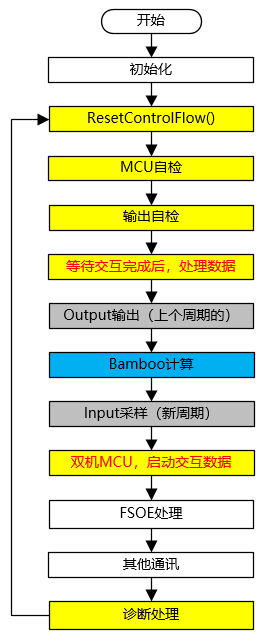 开始
初始化
ResetControlFlow()
MCU自检
输出自检
等待交互完成后，处理数据
Output输出（上个周期的）
Bamboo计算
Input采样（新周期）
双机MCU，启动交互数据
FSOE处理
其他通讯
诊断处理